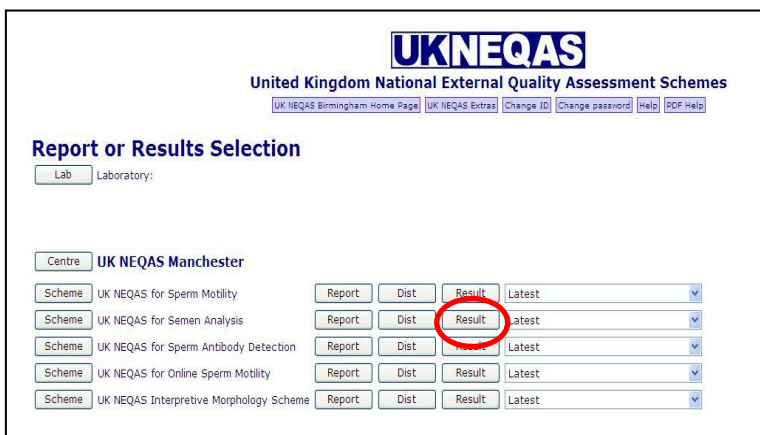 UKNEQAS
United Kingdom National External Quality Assessment Schemes
UK NEQAS Birmingham Home Page UK NEQAS Extras Change ID Change password Help PDF Help
Report or Results Selection
Lab Laboratory:
Centre UK NEQAS Manchester
Scheme UK NEQAS for Sperm Motility Report Dist Result Latest
Scheme UK NEQAS for Semen Analysis Report Dist Result Latest
Scheme UK NEQAS for Sperm Antibody Detection Report Dist Result Latest
Scheme UK NEQAS for Online Sperm Motility Report Dist Result Latest
Scheme UK NEQAS Interpretive Morphology Scheme Report Dist Result Latest